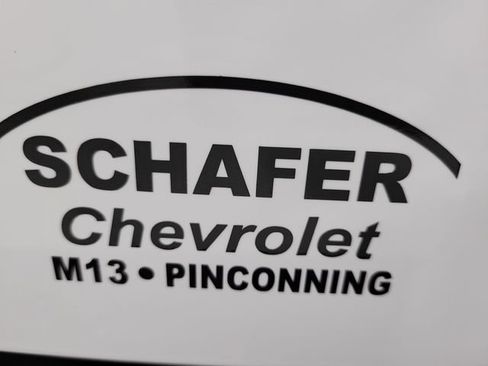 SCHAFER
Chevrolet
M13 • PINCONNING